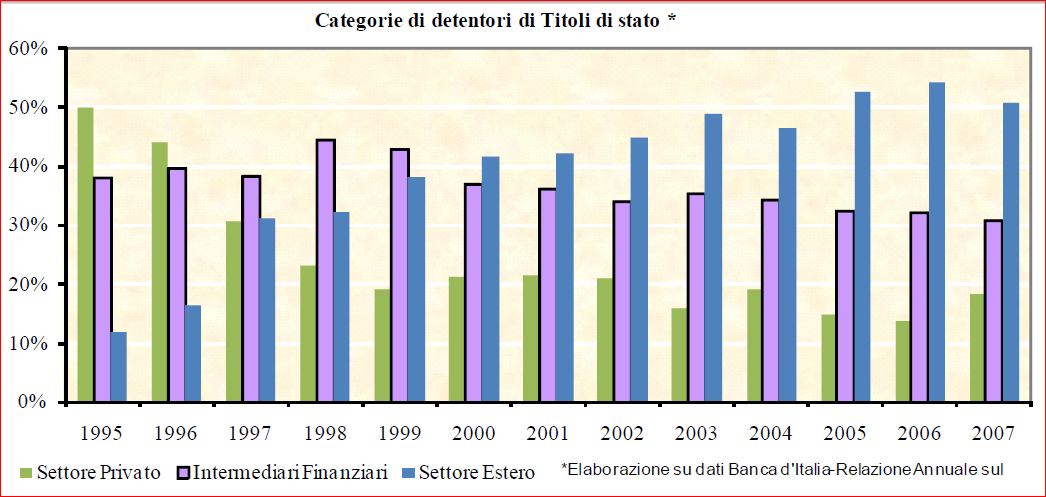 Categorie di detentori di Titoli di stato *
60%
50%
40%
30%
20%
10%
0%
1995 1996 1997 1998 1999 2000 2001 2002 2003 2004 2005 2006 2007
Settore Privato Intermediari Finanziari Settore Estero *Elaborazione su dati Banca d'Italia-Relazione Annuale sul